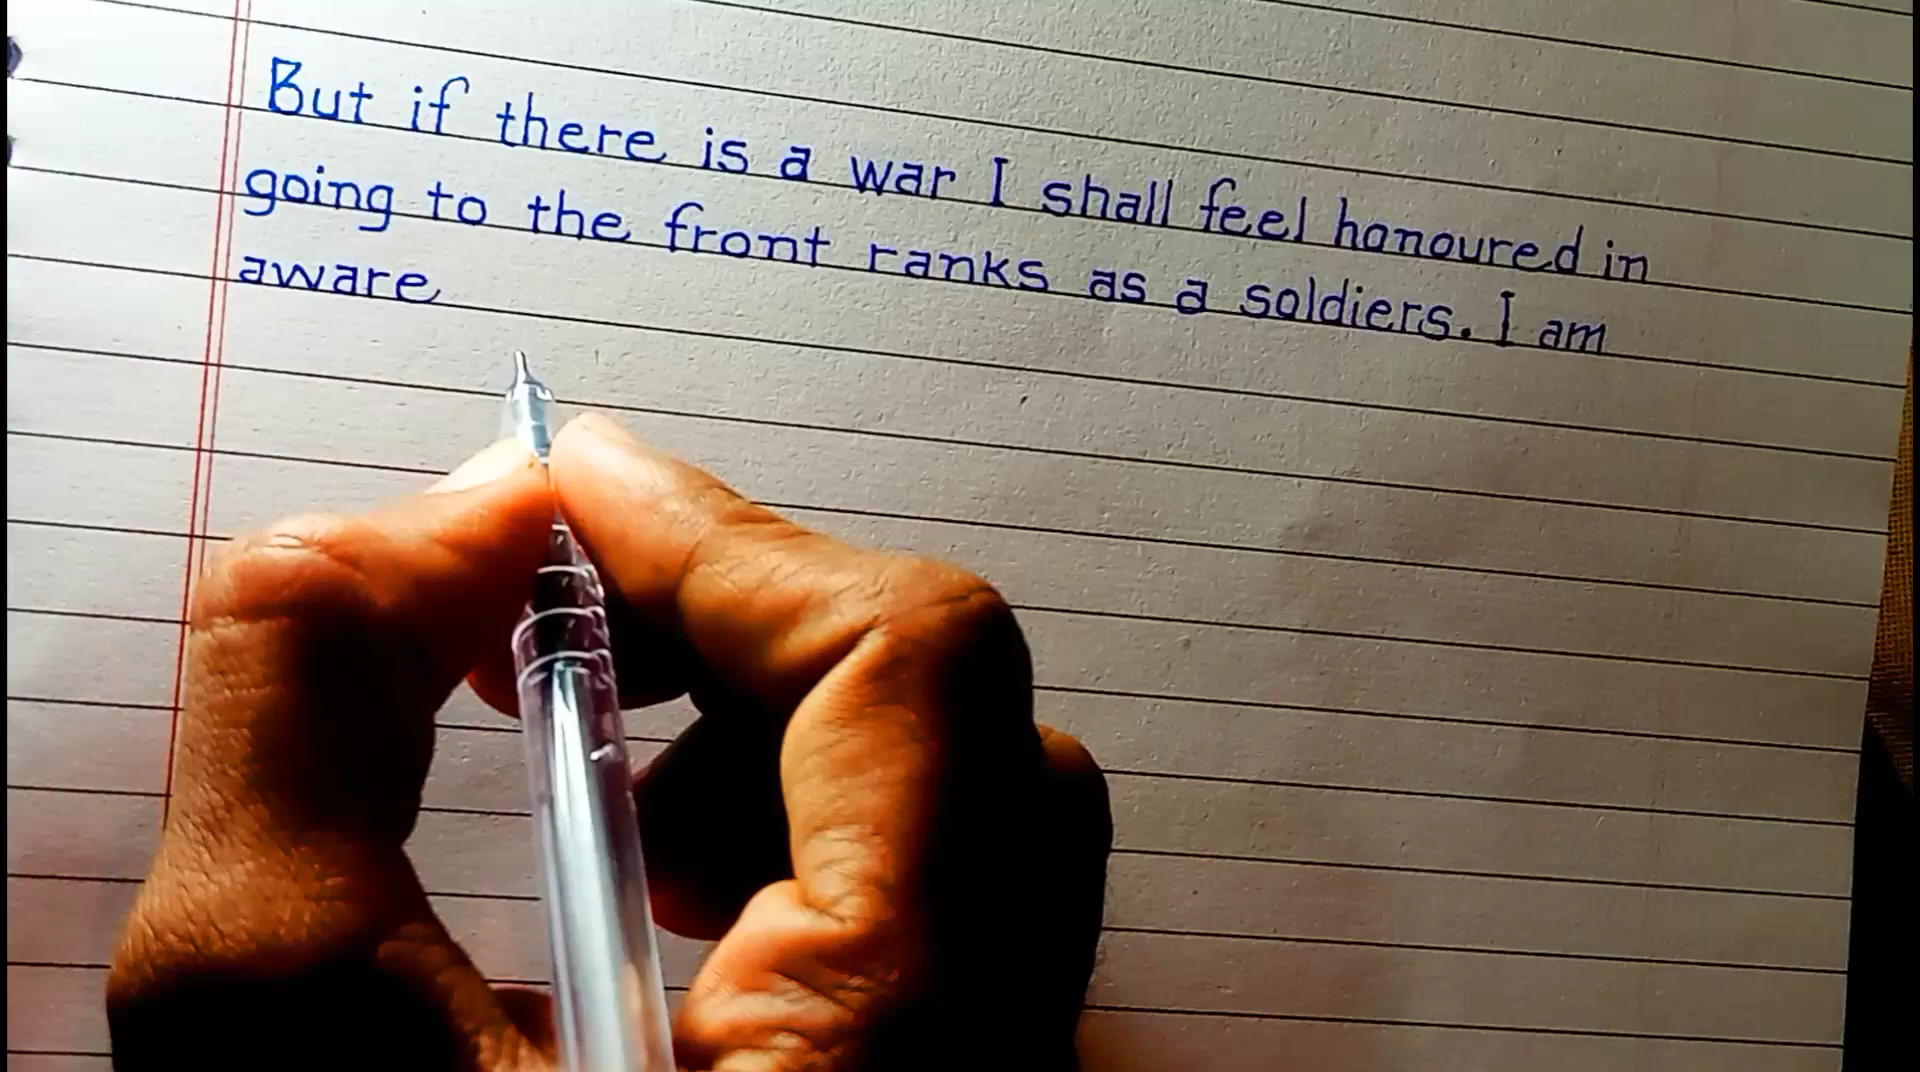 But if there is a war I shall feel honoured in
going to the front ranks as a soldiers. I am
aware